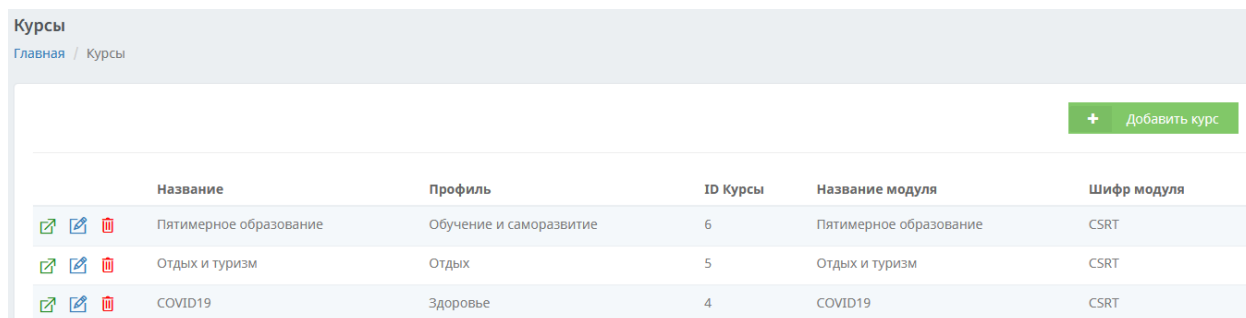 Курсы
Главная / Курсы
+ Добавить курс
Название Профиль ID Курсы Название модуля Шифр модуля
Пятимерное образование Обучение и саморазвитие 6 Пятимерное образование CSRT
Отдых и туризм Отдых 5 Отдых и туризм CSRT
COVID19 Здоровье 4 COVID19 CSRT